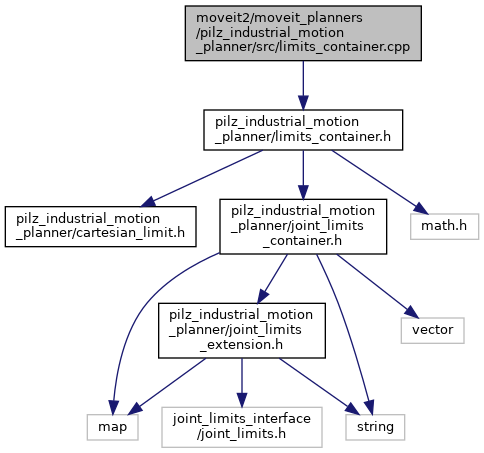 moveit2/moveit_planners
/pilz_industrial_motion
_planner/src/limits_container.cpp
pilz_industrial_motion
_planner/limits_container.h
pilz_industrial_motion
_planner/cartesian_limit.h
pilz_industrial_motion
_planner/joint_limits
_container.h
math.h
pilz_industrial_motion
_planner/joint_limits
_extension.h
vector
map
joint_limits_interface
/joint_limits.h
string